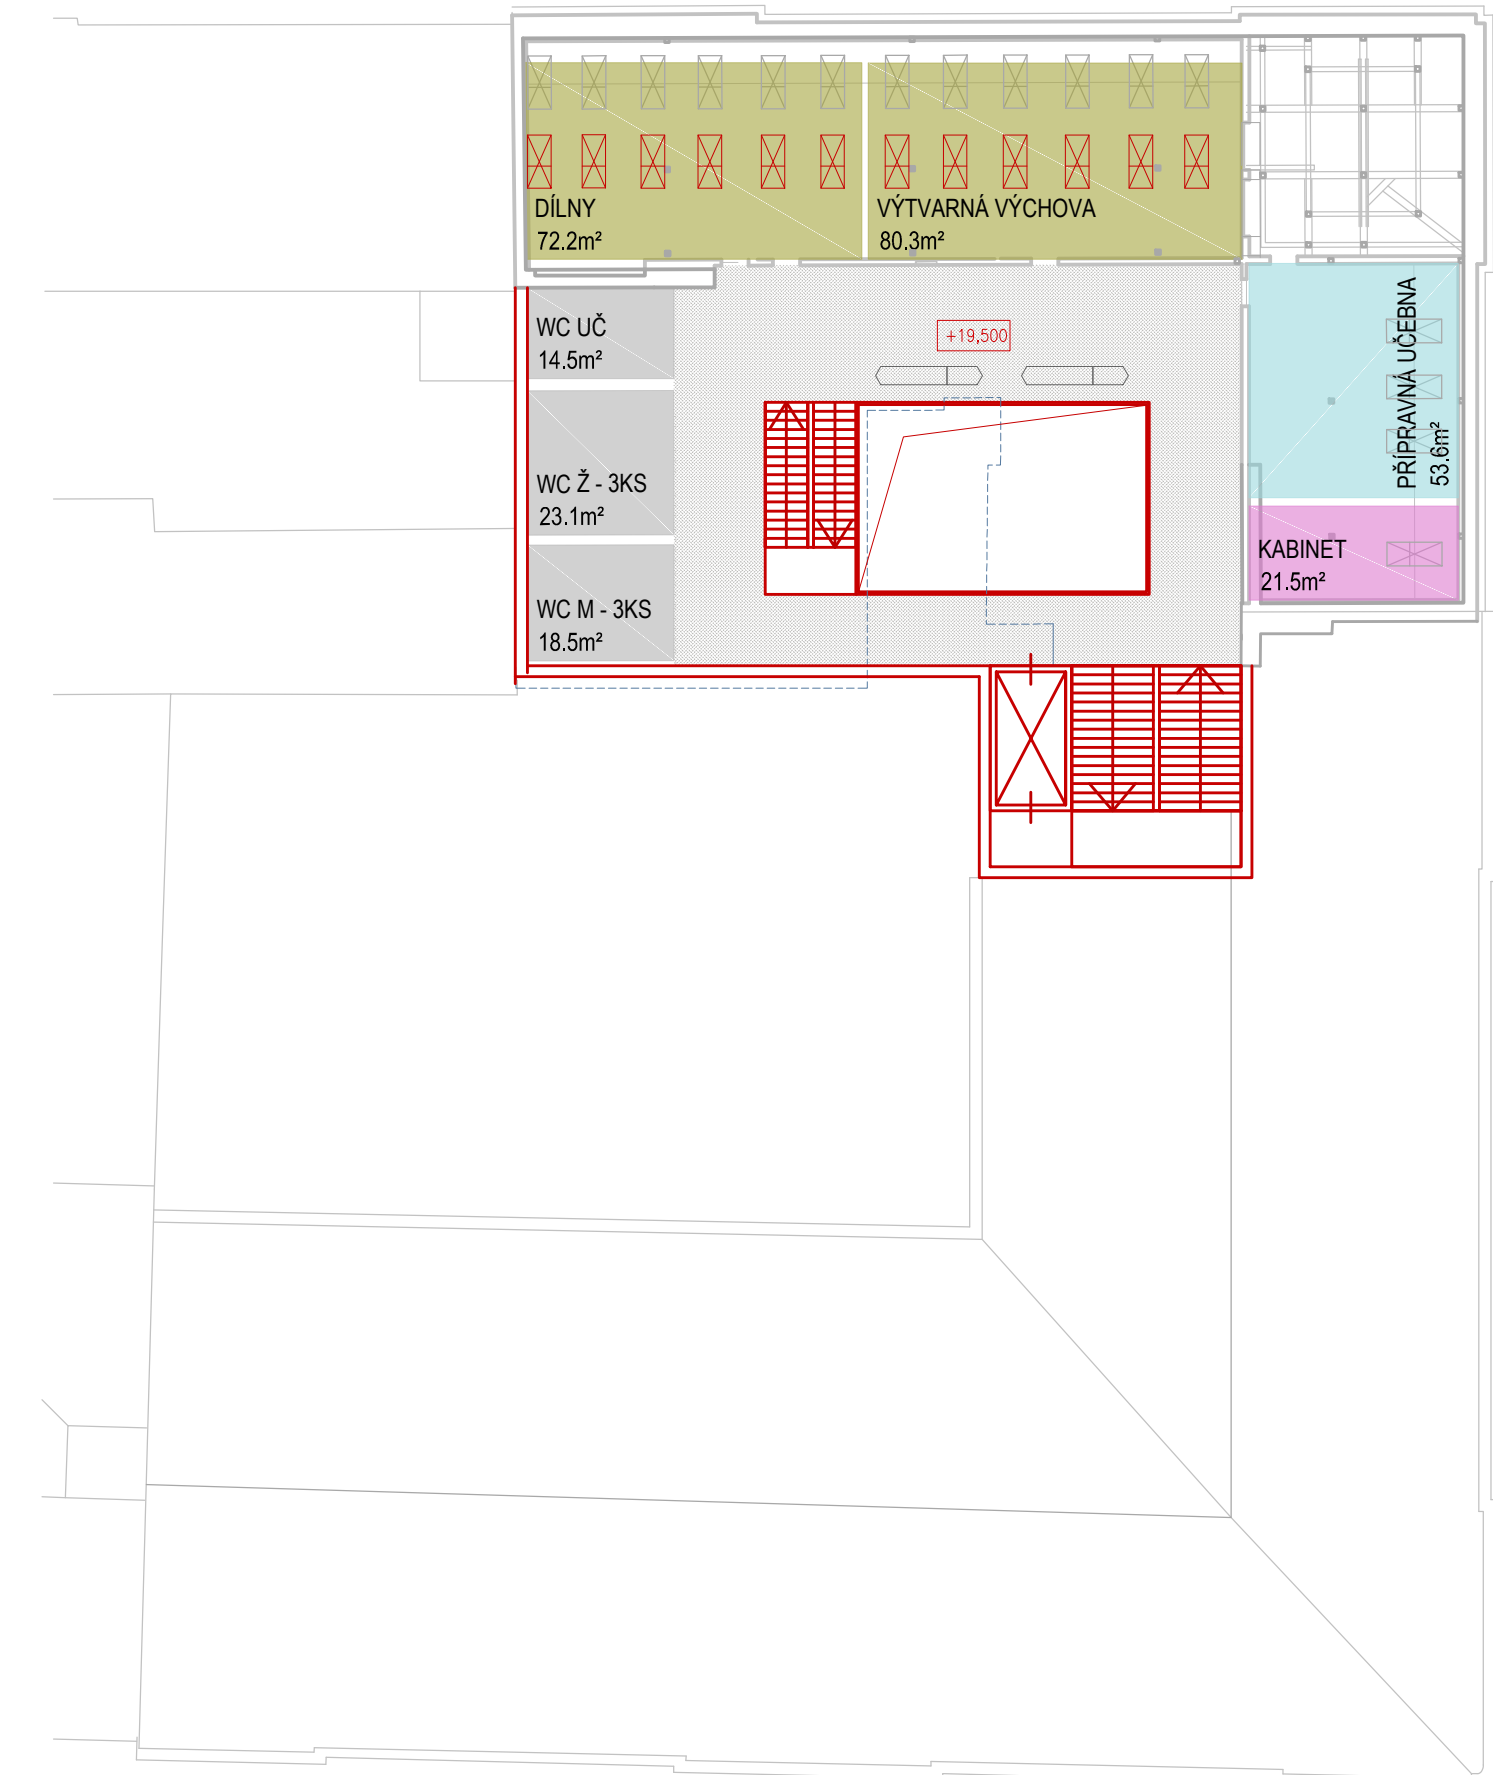 DÍLNY
72.2m²
VÝTVARNÁ VÝCHOVA
80.3m²
WC UČ
14.5m²
+19,500
PŘÍPRAVNÁ UČEBNA
53.6m²
WC Ž - 3KS
23.1m²
KABINET
21.5m²
WC M - 3KS
18.5m²